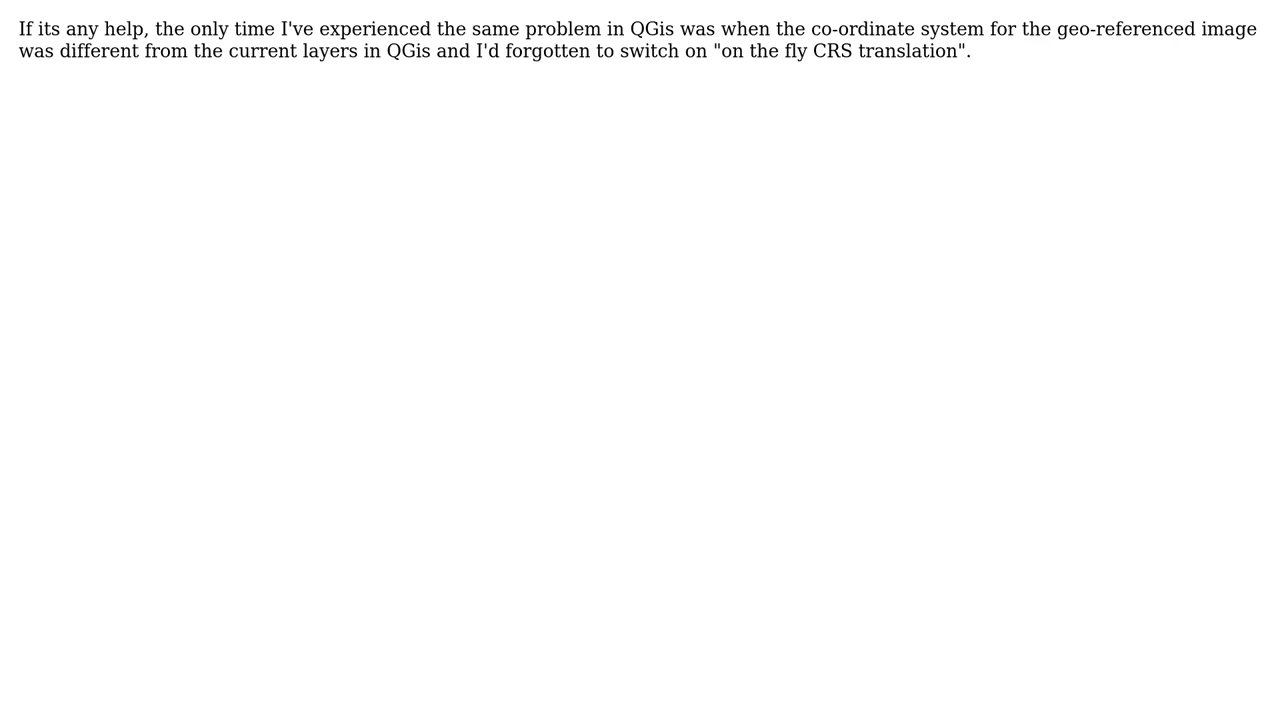 If its any help, the only time I've experienced the same problem in QGis was when the co-ordinate system for the geo-referenced image
was different from the current layers in QGis and I'd forgotten to switch on "on the fly CRS translation".